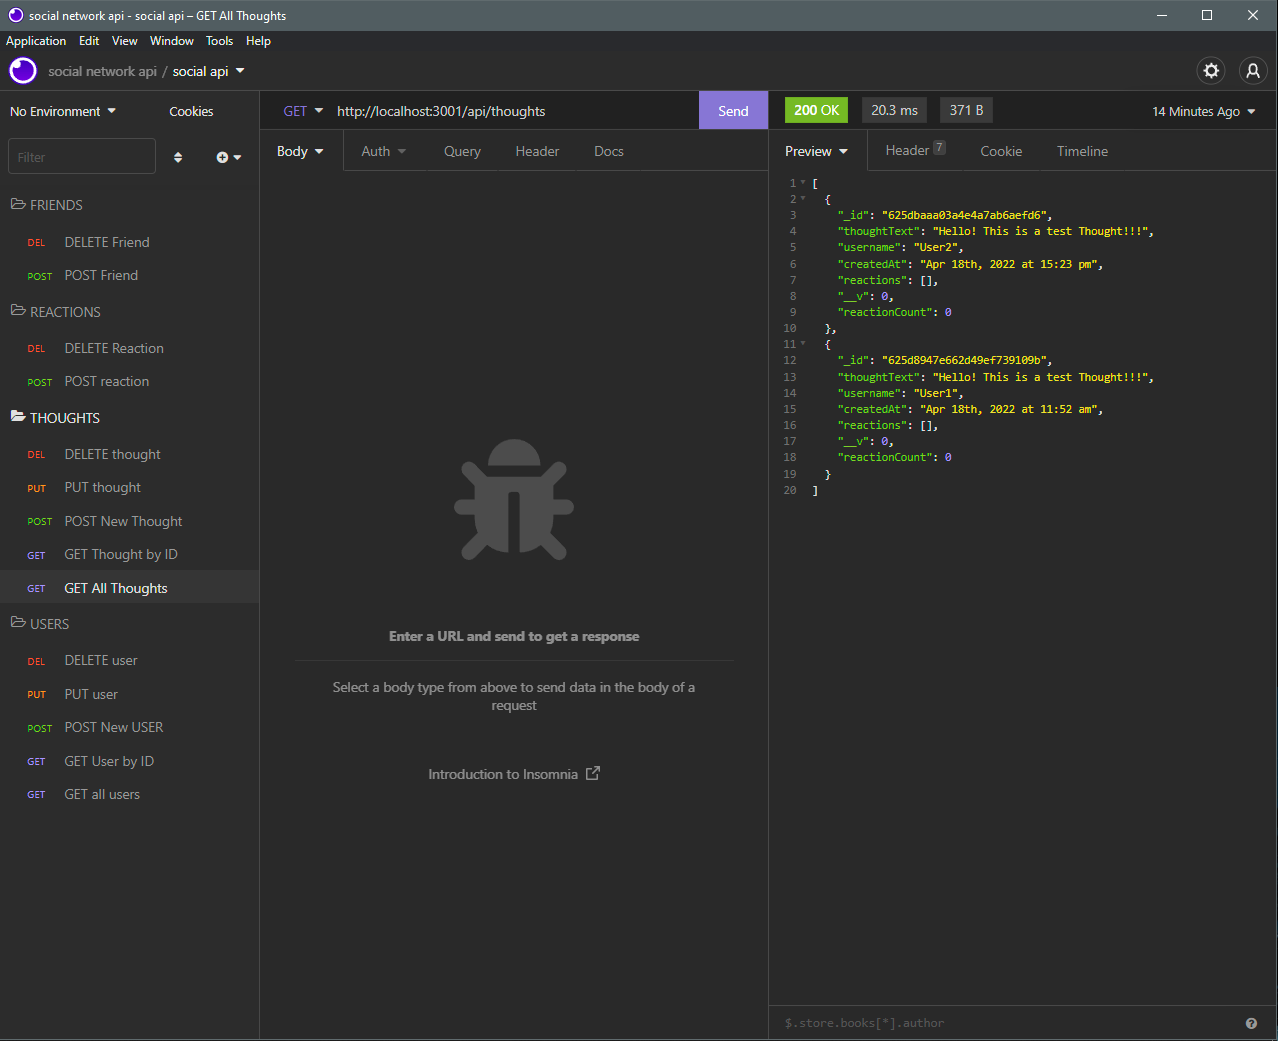 social network api - social api – GET All Thoughts
Application Edit View Window Tools Help
social network api / social api
No Environment Cookies
Filter
FRIENDS
DEL DELETE Friend
POST POST Friend
REACTIONS
DEL DELETE Reaction
POST POST reaction
THOUGHTS
DEL DELETE thought
PUT PUT thought
POST POST New Thought
GET GET Thought by ID
GET GET All Thoughts
USERS
DEL DELETE user
PUT PUT user
POST POST New USER
GET GET User by ID
GET GET all users
GET http://localhost:3001/api/thoughts Send
Body Auth Query Header Docs
Enter a URL and send to get a response
Select a body type from above to send data in the body of a
request
Introduction to Insomnia
200 OK 20.3 ms 371 B 14 Minutes Ago
Preview Header 7 Cookie Timeline
1 [
2 {
3 "_id": "625dbaaa03a4e4a7ab6aefd6",
4 "thoughtText": "Hello! This is a test Thought!!!",
5 "username": "User2",
6 "createdAt": "Apr 18th, 2022 at 15:23 pm",
7 "reactions": [],
8 "__v": 0,
9 "reactionCount": 0
10 },
11 {
12 "_id": "625d8947e662d49ef739109b",
13 "thoughtText": "Hello! This is a test Thought!!!",
14 "username": "User1",
15 "createdAt": "Apr 18th, 2022 at 11:52 am",
16 "reactions": [],
17 "__v": 0,
18 "reactionCount": 0
19 }
20 ]
$.store.books[*].author